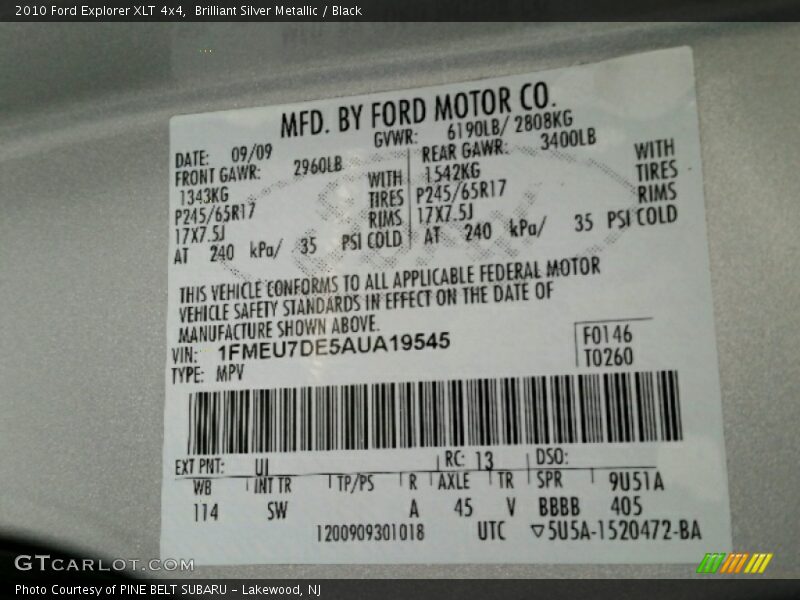 2010 Ford Explorer XLT 4x4,  Brilliant Silver Metallic / Black
MFD. BY FORD MOTOR CO.
DATE: 09/09 GVWR: 6190LB/ 2808KG
FRONT GAWR: 2960LB REAR GAWR: 3400LB
1343KG WITH 1542KG WITH
P245/65R17 TIRES P245/65R17 TIRES
17X7.5J RIMS 17X7.5J RIMS
AT 240 kPa/ 35 PSI COLD AT 240 kPa/ 35 PSI COLD
THIS VEHICLE CONFORMS TO ALL APPLICABLE FEDERAL MOTOR
VEHICLE SAFETY STANDARDS IN EFFECT ON THE DATE OF
MANUFACTURE SHOWN ABOVE.
VIN: 1FMEU7DE5AUA19545 F0146
TYPE: MPV T0260
EXT PNT: UI RC: 13 DSO:
WB INT TR TP/PS R AXLE TR SPR 9U51A
114 SW A 45 V BBBB 405
1200909301018 UTC ▽5U5A-1520472-BA
GTCARLOT.COM
Photo Courtesy of PINE BELT SUBARU - Lakewood, NJ